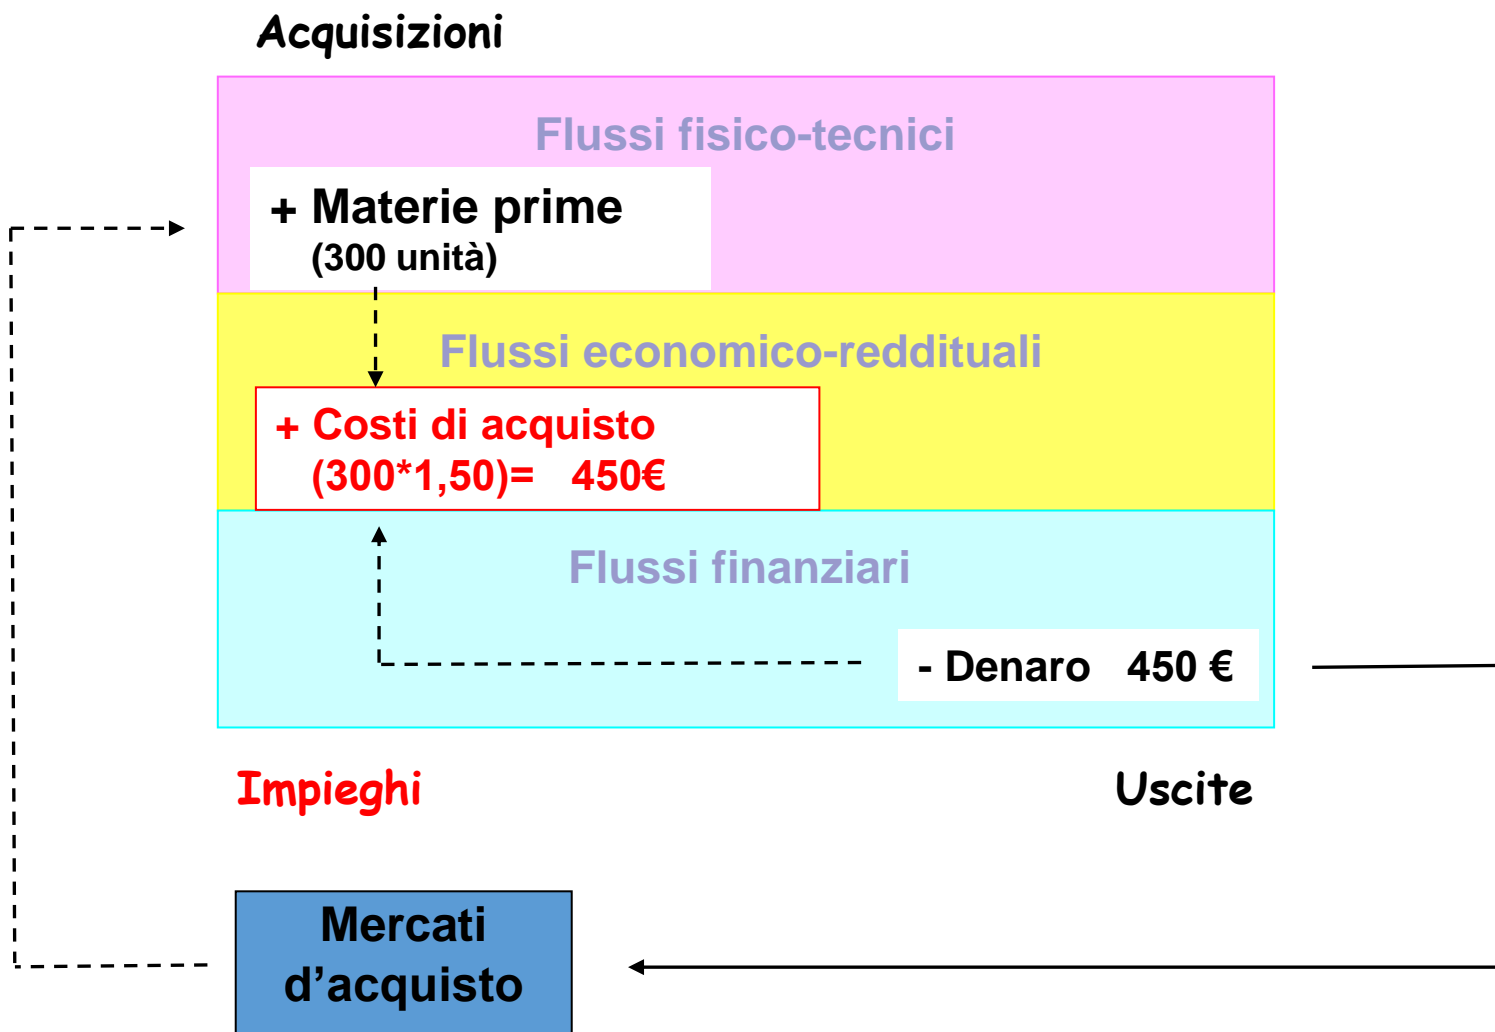 Acquisizioni
Flussi fisico-tecnici
+ Materie prime
(300 unità)
Flussi economico-reddituali
+ Costi di acquisto
(300*1,50)= 450€
Flussi finanziari
- Denaro 450 €
Impieghi
Uscite
Mercati
d’acquisto